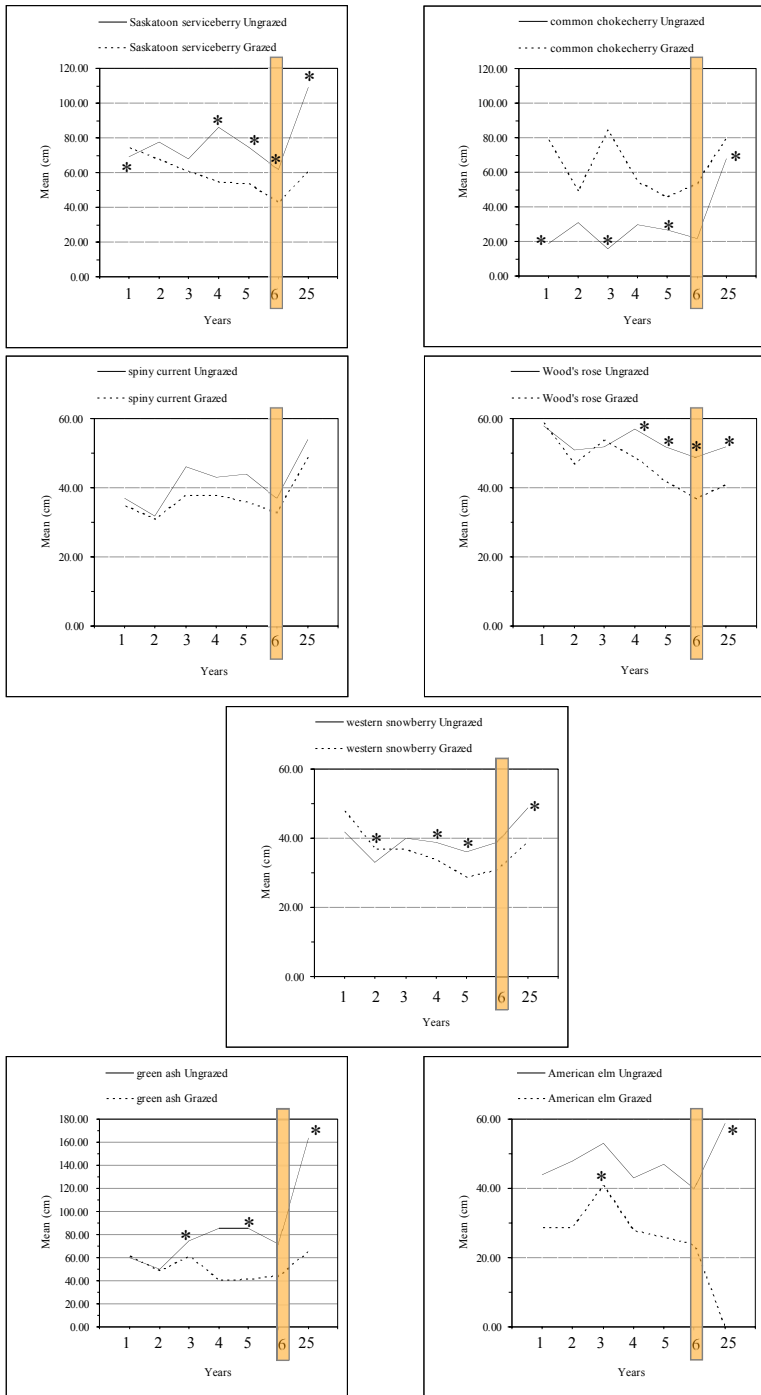 Saskatoon serviceberry Ungrazed
Saskatoon serviceberry Grazed
120.00
100.00
80.00
60.00
40.00
20.00
0.00
Mean (cm)
* * * * *
1 2 3 4 5 6 25
Years
common chokecherry Ungrazed
common chokecherry Grazed
120.00
100.00
80.00
60.00
40.00
20.00
0.00
Mean (cm)
* * * *
1 2 3 4 5 6 25
Years
spiny current Ungrazed
spiny current Grazed
60.00
40.00
20.00
0.00
Mean (cm)
1 2 3 4 5 6 25
Years
Wood's rose Ungrazed
Wood's rose Grazed
60.00
40.00
20.00
0.00
Mean (cm)
* * * *
1 2 3 4 5 6 25
Years
western snowberry Ungrazed
western snowberry Grazed
60.00
40.00
20.00
0.00
Mean (cm)
* * * *
1 2 3 4 5 6 25
Years
green ash Ungrazed
green ash Grazed
180.00
160.00
140.00
120.00
100.00
80.00
60.00
40.00
20.00
0.00
Mean (cm)
* * *
1 2 3 4 5 6 25
Years
American elm Ungrazed
American elm Grazed
60.00
40.00
20.00
0.00
Mean (cm)
* *
1 2 3 4 5 6 25
Years